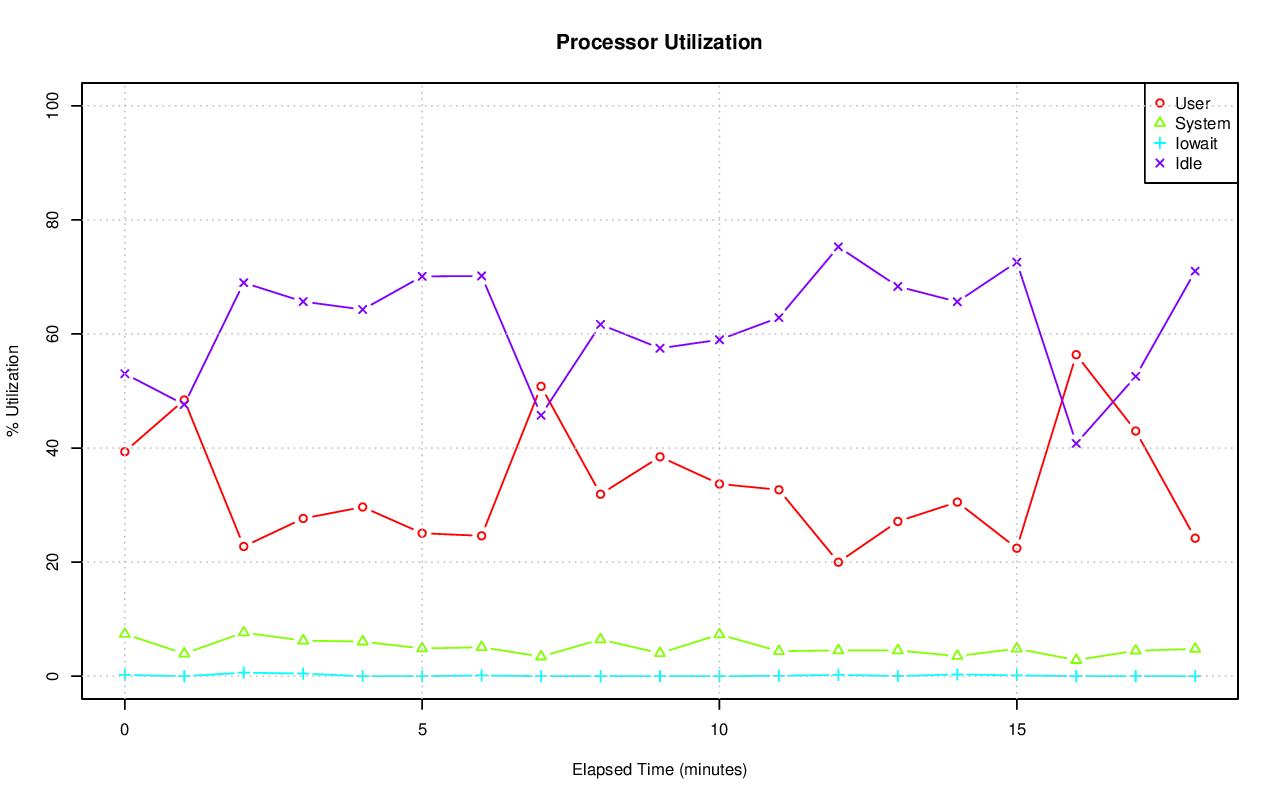 Processor Utilization
User
System
Iowait
Idle
% Utilization
100
80
60
40
20
0
0 5 10 15
Elapsed Time (minutes)